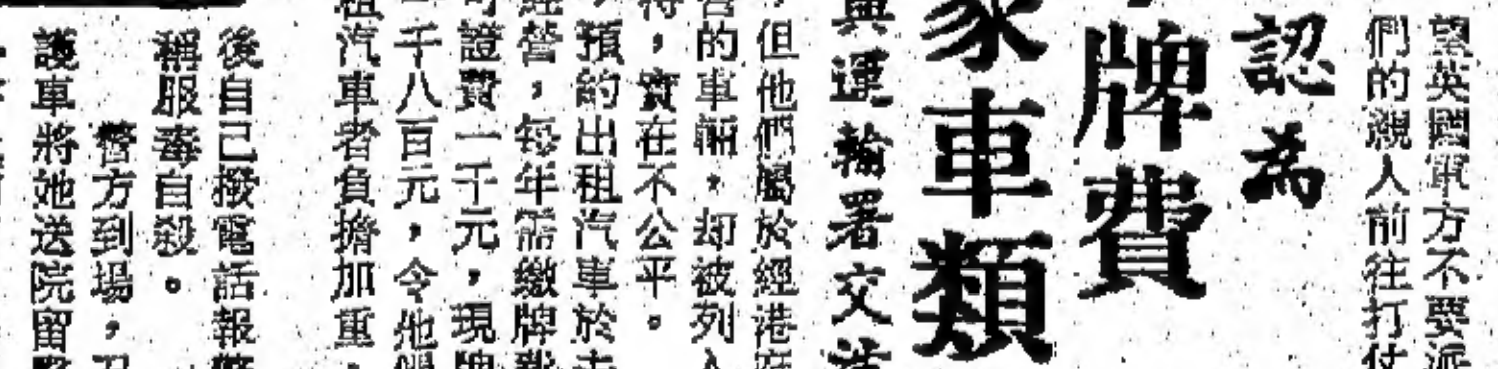 望英國軍方不要派
們的親人前往打仗
認為
牌費
家車類
與運輸署交涉
但他們屬於經港府
的車輛，却被列入
，實在不公平。
預約出租汽車於去
經營，每年需繳牌
可證費一千元，現牌
千八百元，令他們
租汽車者負擔加重，
後自己撥電話報警
稱服毒自殺。
警方到場，召
護車將她送院留醫